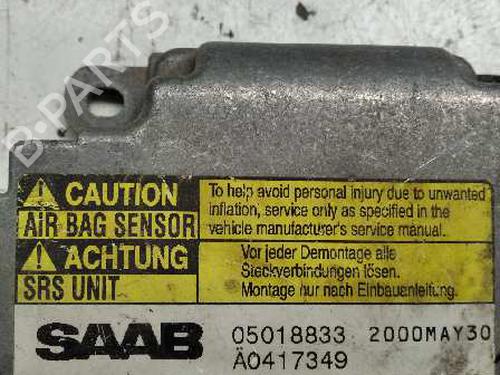 B-PARTS
CAUTION
AIR BAG SENSOR
To help avoid personal injury due to unwanted
inflation, service only as specified in the
vehicle manufacturer's service manual.
ACHTUNG
SRS UNIT
Vor jeder Demontage alle
Steckverbindungen lösen.
Montage nur nach Einbauanleitung.
SAAB
05018833 2000MAY30
Ä0417349